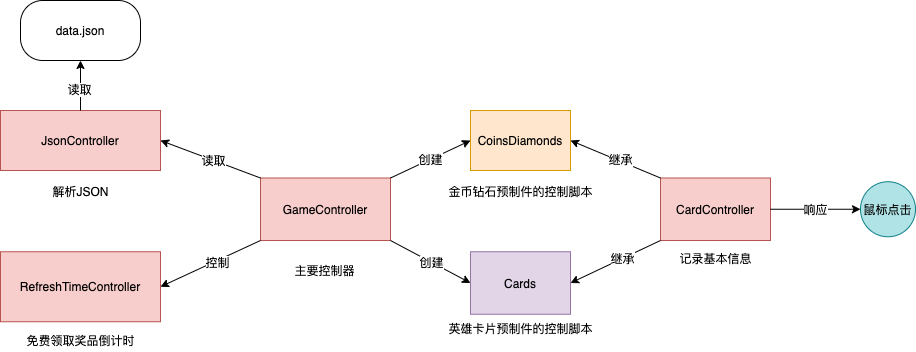 data.json
读取
JsonController
解析JSON
读取
GameController
主要控制器
控制
RefreshTimeController
免费领取奖品倒计时
创建
CoinsDiamonds
金币钻石预制件的控制脚本
创建
Cards
英雄卡片预制件的控制脚本
继承
CardController
记录基本信息
继承
响应
鼠标点击